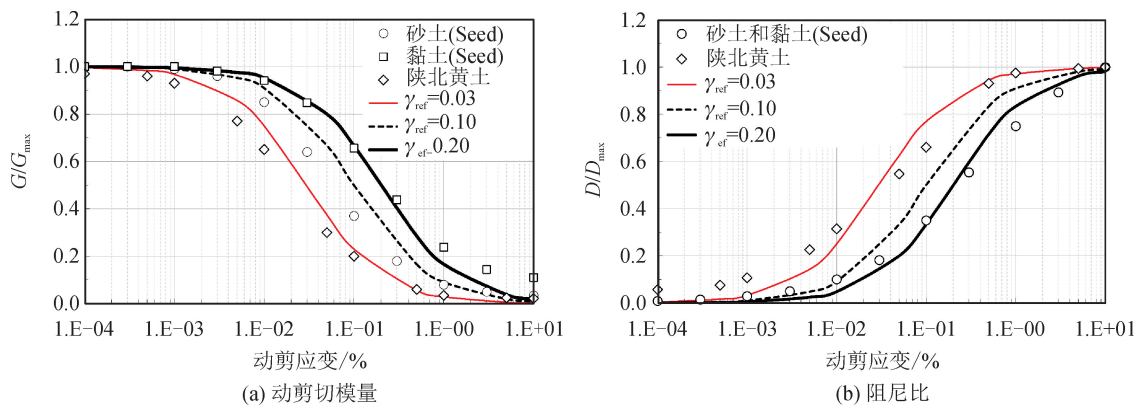 砂土(Seed)
黏土(Seed)
陕北黄土
γref=0.03
γref=0.10
γef=0.20
1.2
1.0
0.8
0.6
0.4
0.2
0.0
G/Gmax
1.E−04
1.E−03
1.E−02
1.E−01
1.E−00
1.E+01
动剪应变/%
(a) 动剪切模量
砂土和黏土(Seed)
陕北黄土
γref=0.03
γref=0.10
γef=0.20
1.2
1.0
0.8
0.6
0.4
0.2
0.0
D/Dmax
1.E−04
1.E−03
1.E−02
1.E−01
1.E−00
1.E+01
动剪应变/%
(b) 阻尼比